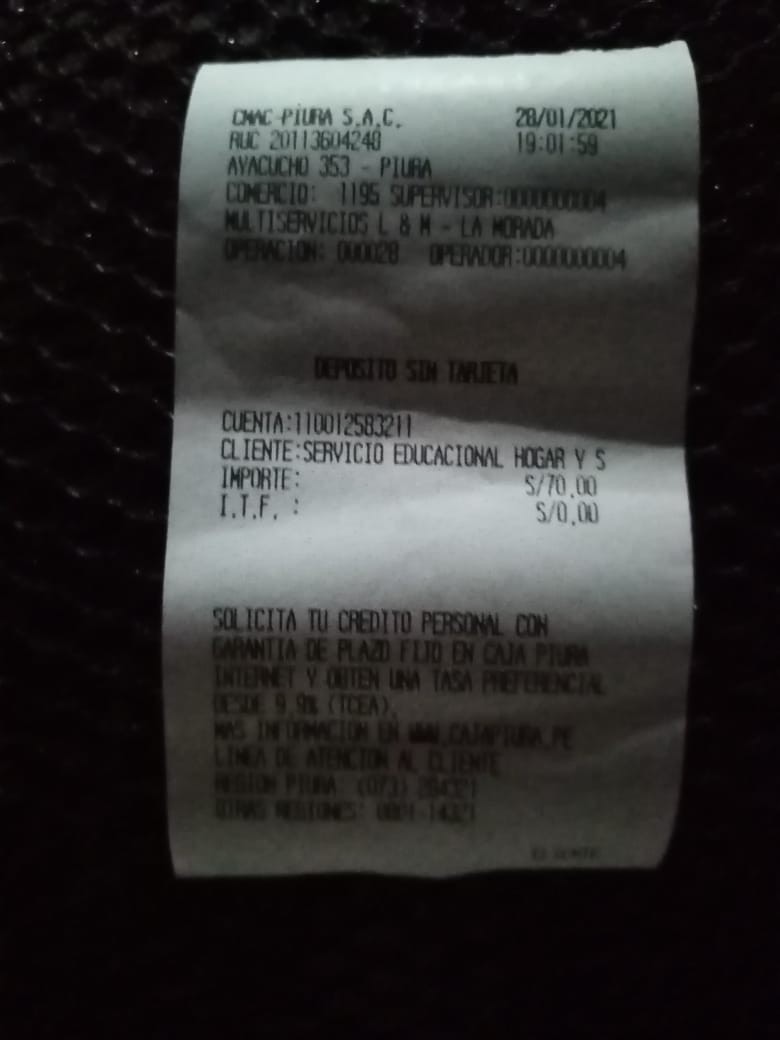 CMAC-PIURA S.A.C. 28/01/2021
RUC 20113604248 19:01:59
AYACUCHO 353 - PIURA
COMERCIO: 1195 SUPERVISOR:0000000004
MULTISERVICIOS L & M - LA MORADA
OPERACION: 000028 OPERADOR:0000000004
DEPOSITO SIN TARJETA
CUENTA:110012583211
CLIENTE:SERVICIO EDUCACIONAL HOGAR Y S
IMPORTE: S/70.00
I.T.F. : S/0.00
SOLICITA TU CREDITO PERSONAL CON
GARANTIA DE PLAZO FIJO EN CAJA PIURA
INTERNET Y OBTEN UNA TASA PREFERENCIAL
DESDE 9.9% (TCEA).
MAS INFORMACION EN WWW.CAJAPIURA.PE
LINEA DE ATENCION AL CLIENTE
REGION PIURA: (073) 284321
OTRAS REGIONES: 0801-14321